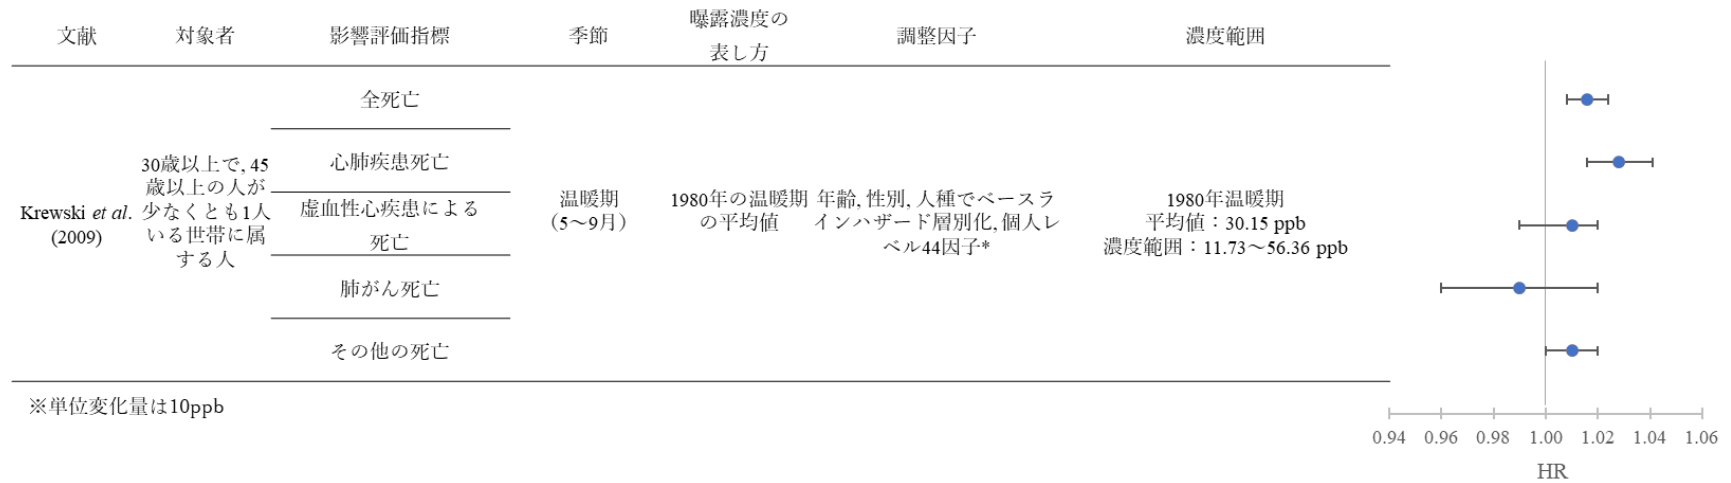 文献
対象者
影響評価指標
季節
曝露濃度の
表し方
調整因子
濃度範囲
Krewski et al.
(2009)
30歳以上で, 45
歳以上の人が
少なくとも1人
いる世帯に属
する人
全死亡
心肺疾患死亡
虚血性心疾患による
死亡
肺がん死亡
その他の死亡
温暖期
（5～9月）
1980年の温暖期
の平均値
年齢, 性別, 人種でベースラ
インハザード層別化, 個人レ
ベル44因子*
1980年温暖期
平均値：30.15 ppb
濃度範囲：11.73～56.36 ppb
※単位変化量は10ppb
0.94 0.96 0.98 1.00 1.02 1.04 1.06
HR